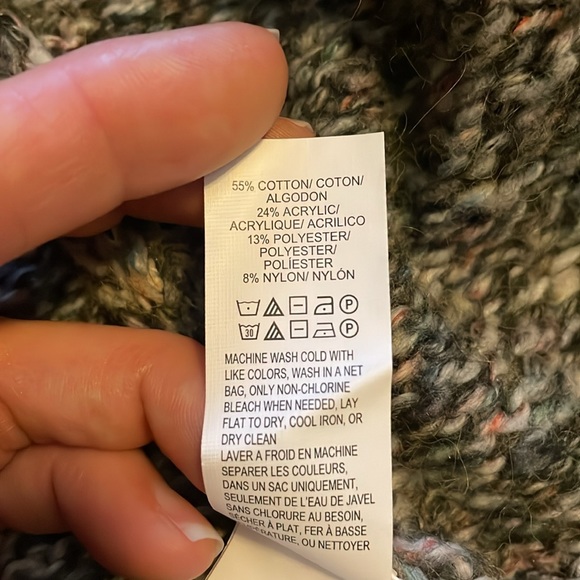 55% COTTON/ COTON/
ALGODON
24% ACRYLIC/
ACRYLIQUE/ ACRILICO
13% POLYESTER/
POLYESTER/
POLÍESTER
8% NYLON/ NYLÓN
P
30 P
MACHINE WASH COLD WITH
LIKE COLORS, WASH IN A NET
BAG, ONLY NON-CHLORINE
BLEACH WHEN NEEDED, LAY
FLAT TO DRY, COOL IRON, OR
DRY CLEAN
LAVER A FROID EN MACHINE
SEPARER LES COULEURS,
DANS UN SAC UNIQUEMENT,
SEULEMENT DE L'EAU DE JAVEL
SANS CHLORURE AU BESOIN,
SÉCHER À PLAT, FER À BASSE
OU NETTOYER